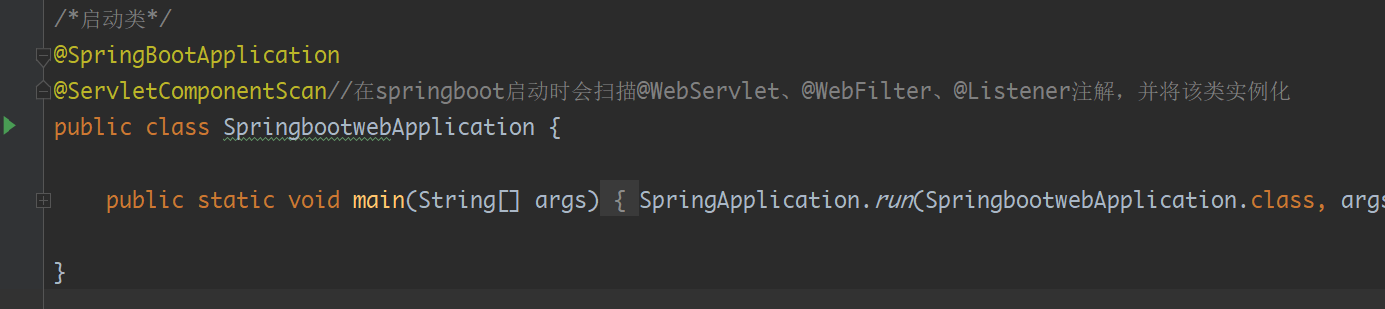 /*启动类*/
@SpringBootApplication
@ServletComponentScan//在springboot启动时会扫描@WebServlet、@WebFilter、@Listener注解，并将该类实例化
public class SpringbootwebApplication {
public static void main(String[] args) { SpringApplication.run(SpringbootwebApplication.class, args
}